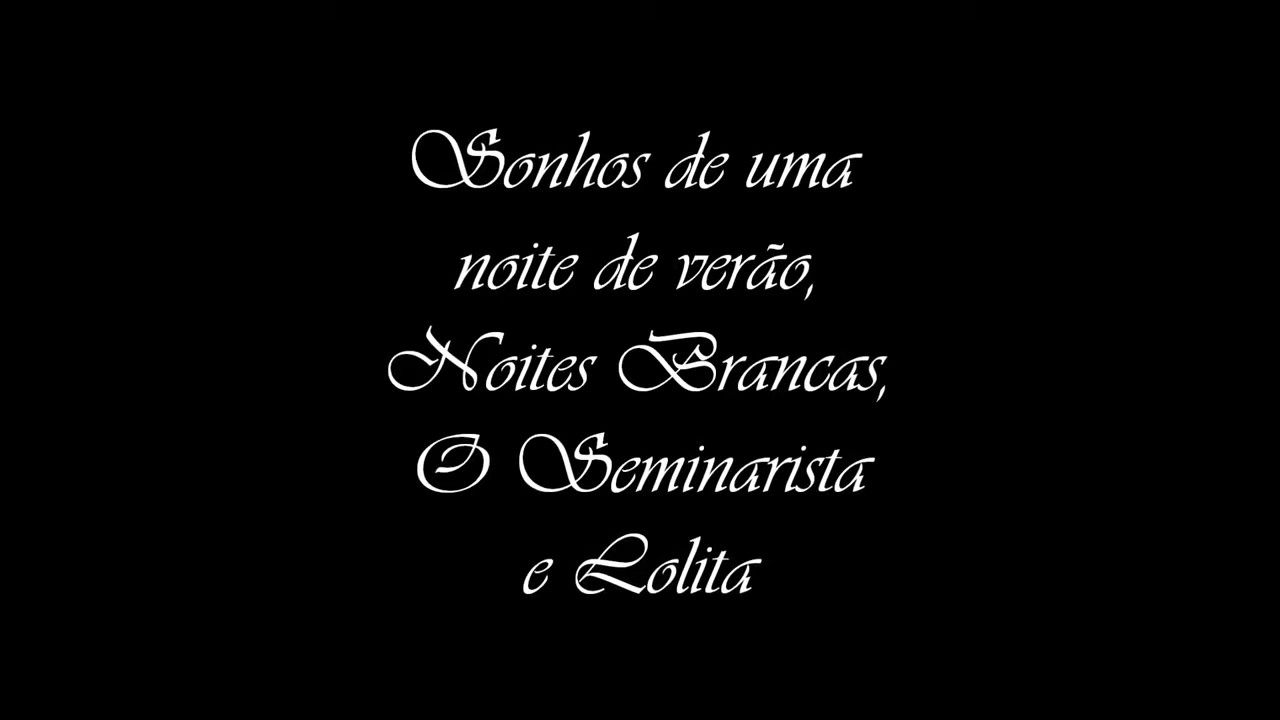 Sonhos de uma
noite de verão,
Noites Brancas,
O Seminarista
e Lolita